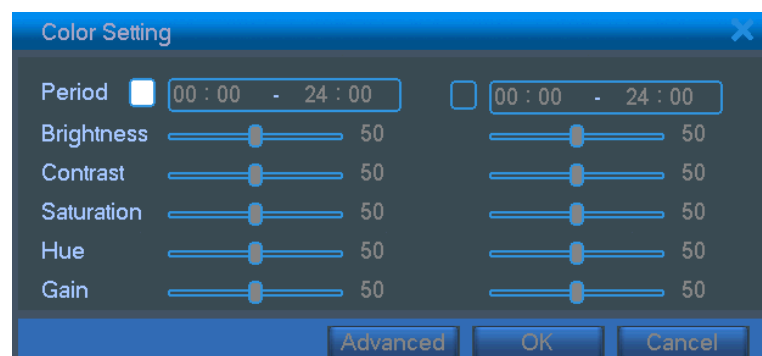 Color Setting
Period 00 : 00 - 24 : 00 00 : 00 - 24 : 00
Brightness 50 50
Contrast 50 50
Saturation 50 50
Hue 50 50
Gain 50 50
Advanced OK Cancel